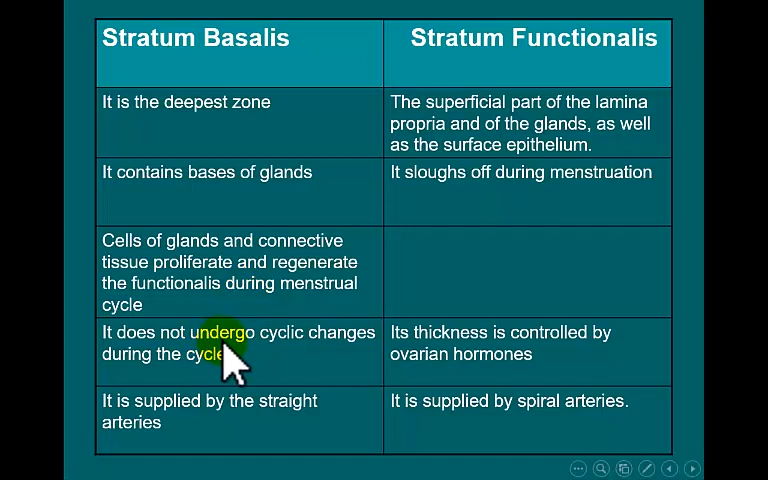 Stratum Basalis
Stratum Functionalis
It is the deepest zone
The superficial part of the lamina
propria and of the glands, as well
as the surface epithelium.
It contains bases of glands
It sloughs off during menstruation
Cells of glands and connective
tissue proliferate and regenerate
the functionalis during menstrual
cycle
It does not undergo cyclic changes
during the cycle
Its thickness is controlled by
ovarian hormones
It is supplied by the straight
arteries
It is supplied by spiral arteries.